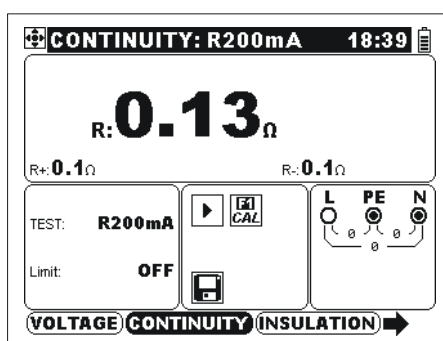 CONTINUITY: R200mA 18:39
R:0.13Ω
R+:0.1Ω R-:0.1Ω
TEST: R200mA
Limit: OFF
F1
CAL
L PE N
0 0
0
VOLTAGE CONTINUITY INSULATION